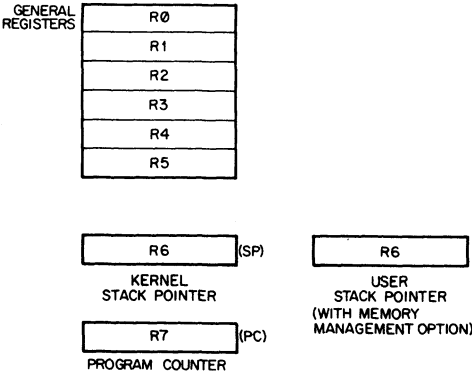 GENERAL
REGISTERS
RØ
R1
R2
R3
R4
R5
R6
(SP)
KERNEL
STACK POINTER
R6
USER
STACK POINTER
(WITH MEMORY
MANAGEMENT OPTION)
R7
(PC)
PROGRAM COUNTER